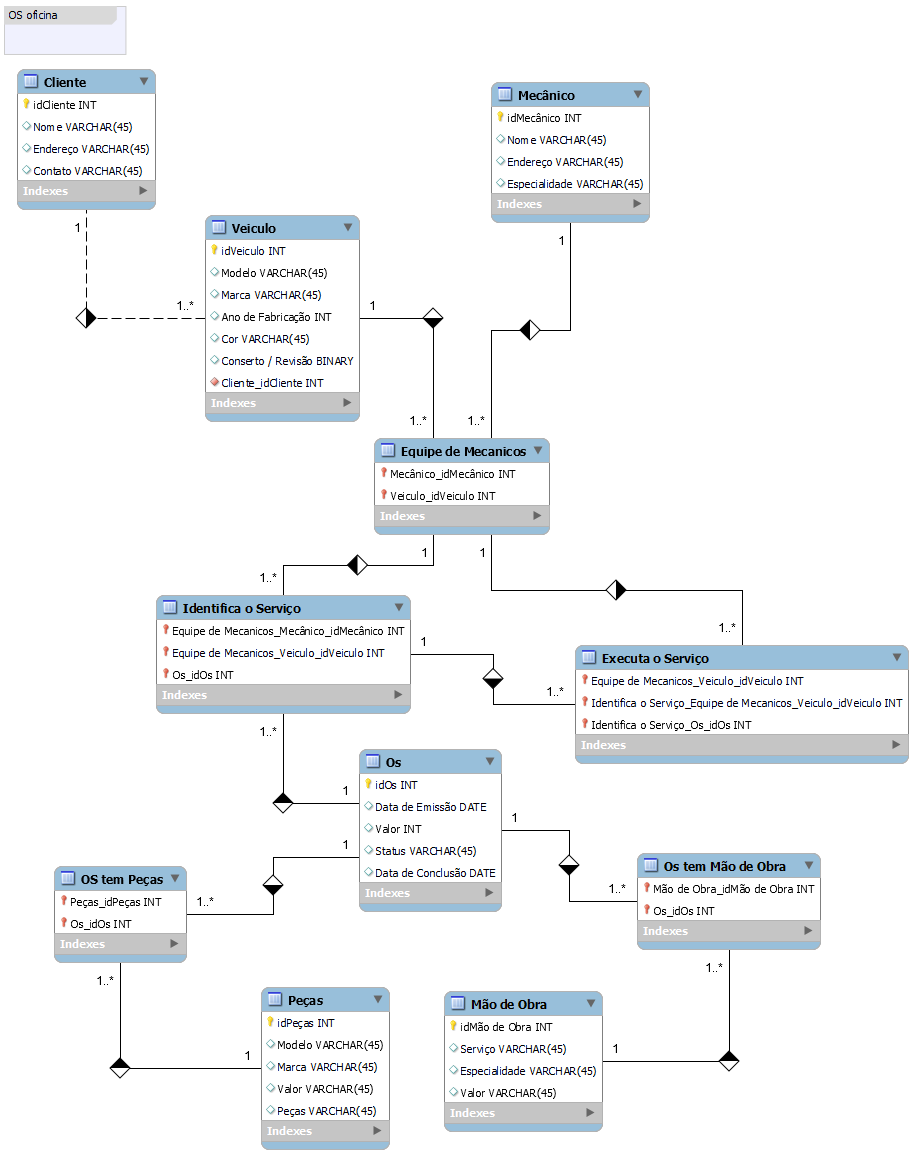 OS oficina
Cliente
idCliente INT
Nome VARCHAR(45)
Endereço VARCHAR(45)
Contato VARCHAR(45)
Indexes
Mecânico
idMecânico INT
Nome VARCHAR(45)
Endereço VARCHAR(45)
Especialidade VARCHAR(45)
Indexes
1
1..*
Veiculo
idVeiculo INT
Modelo VARCHAR(45)
Marca VARCHAR(45)
Ano de Fabricação INT
Cor VARCHAR(45)
Conserto / Revisão BINARY
Cliente_idCliente INT
Indexes
1
1..*
1
1..*
Equipe de Mecanicos
Mecânico_idMecânico INT
Veiculo_idVeiculo INT
Indexes
1
1..*
1
1..*
Identifica o Serviço
Equipe de Mecanicos_Mecânico_idMecânico INT
Equipe de Mecanicos_Veiculo_idVeiculo INT
Os_idOs INT
Indexes
1
1..*
Executa o Serviço
Equipe de Mecanicos_Veiculo_idVeiculo INT
Identifica o Serviço_Equipe de Mecanicos_Veiculo_idVeiculo INT
Identifica o Serviço_Os_idOs INT
Indexes
1..*
1
Os
idOs INT
Data de Emissão DATE
Valor INT
Status VARCHAR(45)
Data de Conclusão DATE
Indexes
1
1..*
1
1..*
OS tem Peças
Peças_idPeças INT
Os_idOs INT
Indexes
Os tem Mão de Obra
Mão de Obra_idMão de Obra INT
Os_idOs INT
Indexes
1..*
1
1..*
1
Peças
idPeças INT
Modelo VARCHAR(45)
Marca VARCHAR(45)
Valor VARCHAR(45)
Peças VARCHAR(45)
Indexes
Mão de Obra
idMão de Obra INT
Serviço VARCHAR(45)
Especialidade VARCHAR(45)
Valor VARCHAR(45)
Indexes